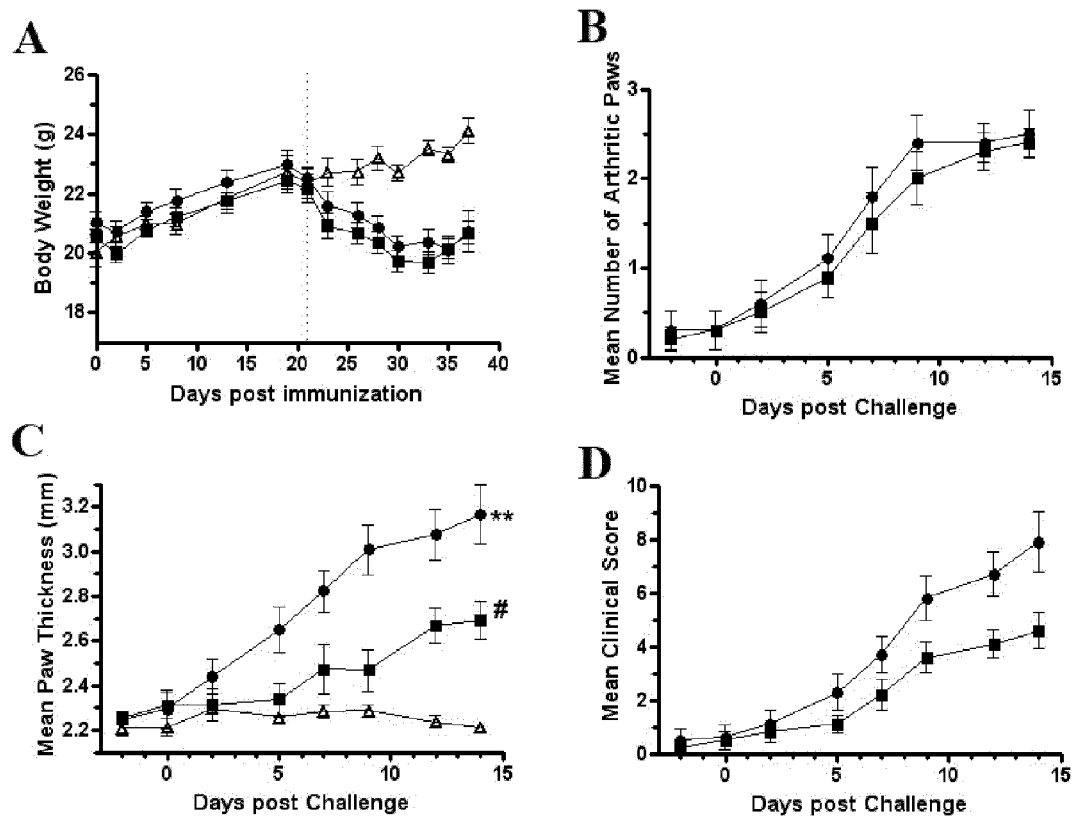 A
Body Weight (g)
26
24
22
20
18
0 5 10 15 20 25 30 35 40
Days post immunization
B
Mean Number of Arthritic Paws
3
2
1
0
0 5 10 15
Days post Challenge
C
Mean Paw Thickness (mm)
3.2
3.0
2.8
2.6
2.4
2.2
**
#
0 5 10 15
Days post Challenge
D
Mean Clinical Score
10
8
6
4
2
0
0 5 10 15
Days post Challenge